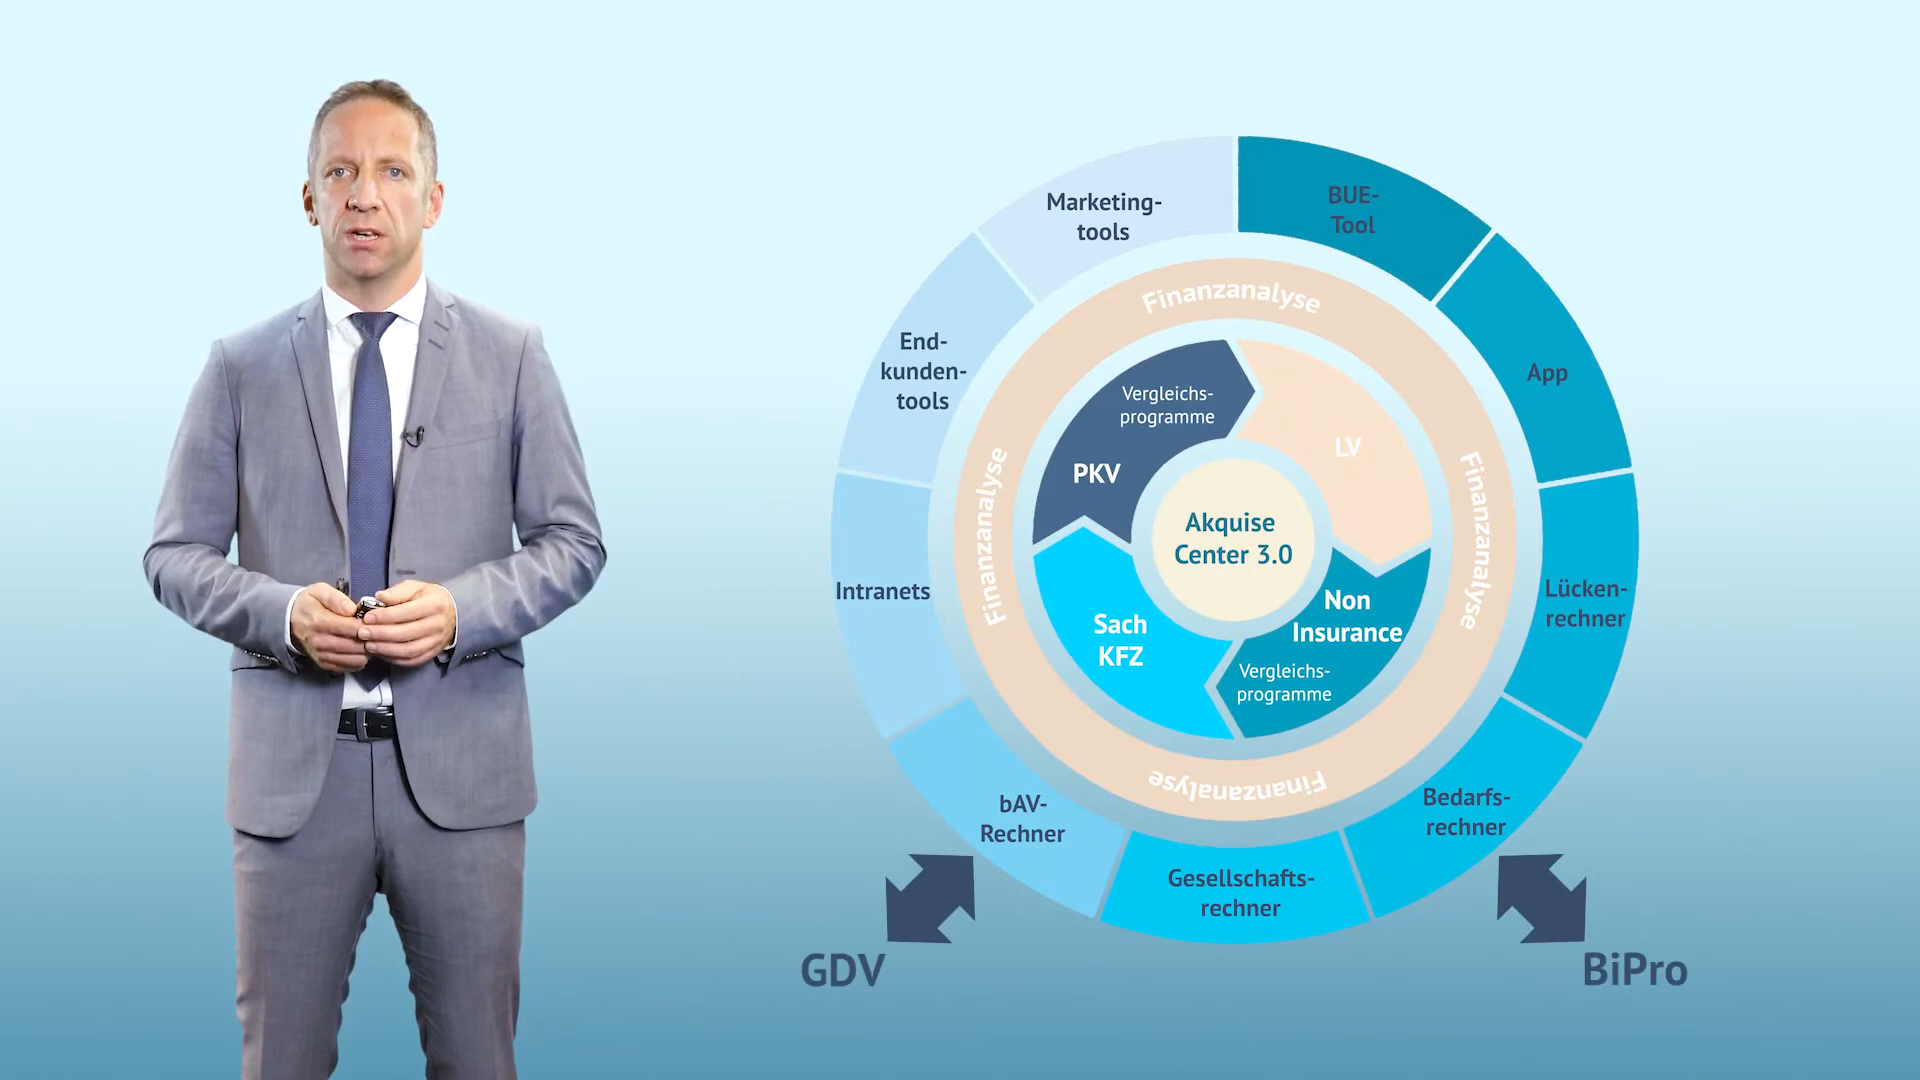 Marketing-
tools
BUE-
Tool
App
Lücken-
rechner
Bedarfs-
rechner
Gesellschafts-
rechner
bAV-
Rechner
Intranets
End-
kunden-
tools
Finanzanalyse
Finanzanalyse
Finanzanalyse
Finanzanalyse
Vergleichs-
programme
PKV
LV
Non
Insurance
Vergleichs-
programme
Sach
KFZ
Akquise
Center 3.0
GDV
BiPro